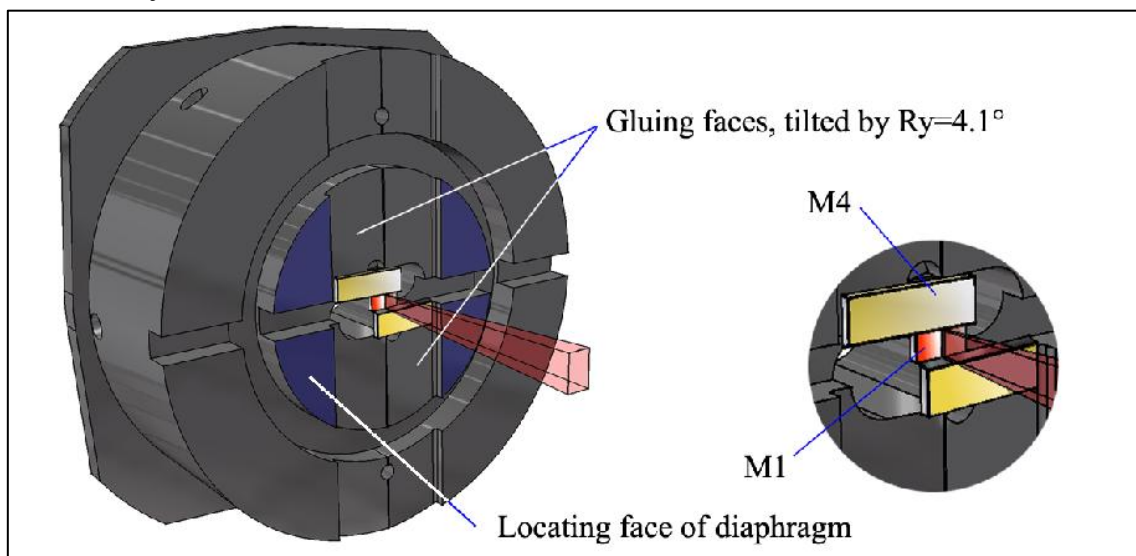 Gluing faces, tilted by Ry=4.1°
M4
M1
Locating face of diaphragm